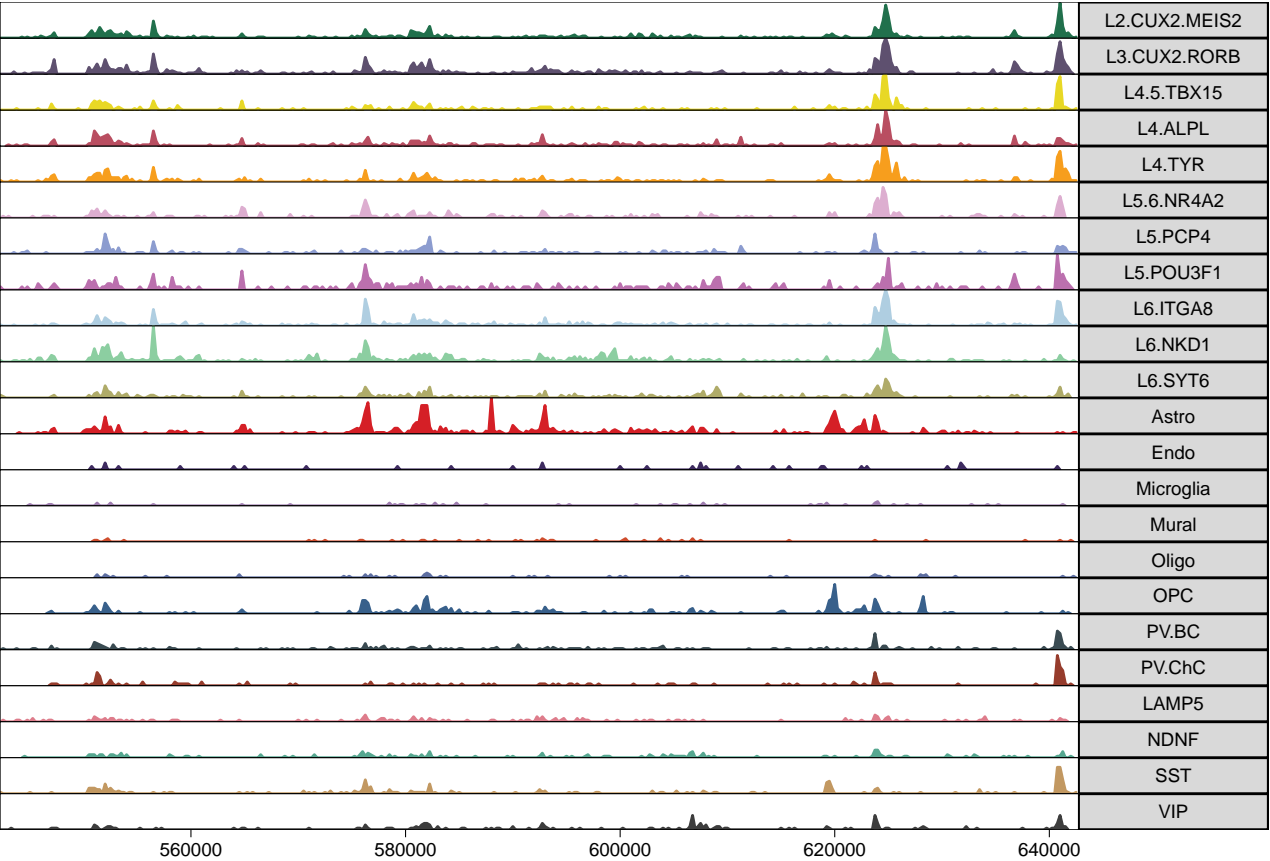 L2.CUX2.MEIS2
L3.CUX2.RORB
L4.5.TBX15
L4.ALPL
L4.TYR
L5.6.NR4A2
L5.PCP4
L5.POU3F1
L6.ITGA8
L6.NKD1
L6.SYT6
Astro
Endo
Microglia
Mural
Oligo
OPC
PV.BC
PV.ChC
LAMP5
NDNF
SST
VIP
560000 580000 600000 620000 640000